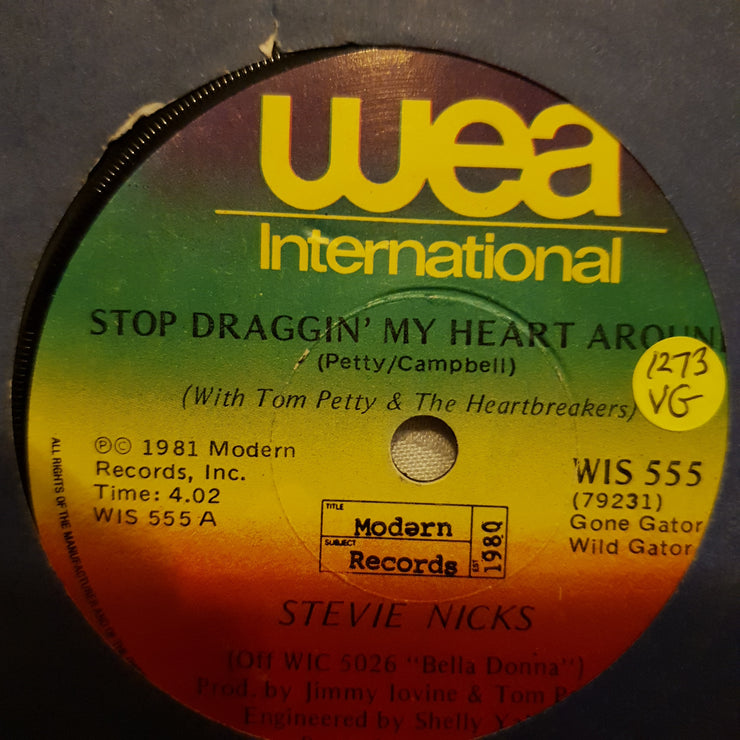 wea
International
STOP DRAGGIN' MY HEART AROUN
(Petty/Campbell)
(With Tom Petty & The Heartbreakers)
1273
VG
℗© 1981 Modern
Records, Inc.
Time: 4.02
WIS 555 A
WIS 555
(79231)
Gone Gator
Wild Gator
TITLE
Modərn
SUBJECT
Records
EST 1980
STEVIE NICKS
(Off WIC 5026 "Bella Donna")
Prod. by Jimmy Iovine & Tom
Engineered by Shelly
ALL RIGHTS OF THE MANUFACTURER AND OF THE